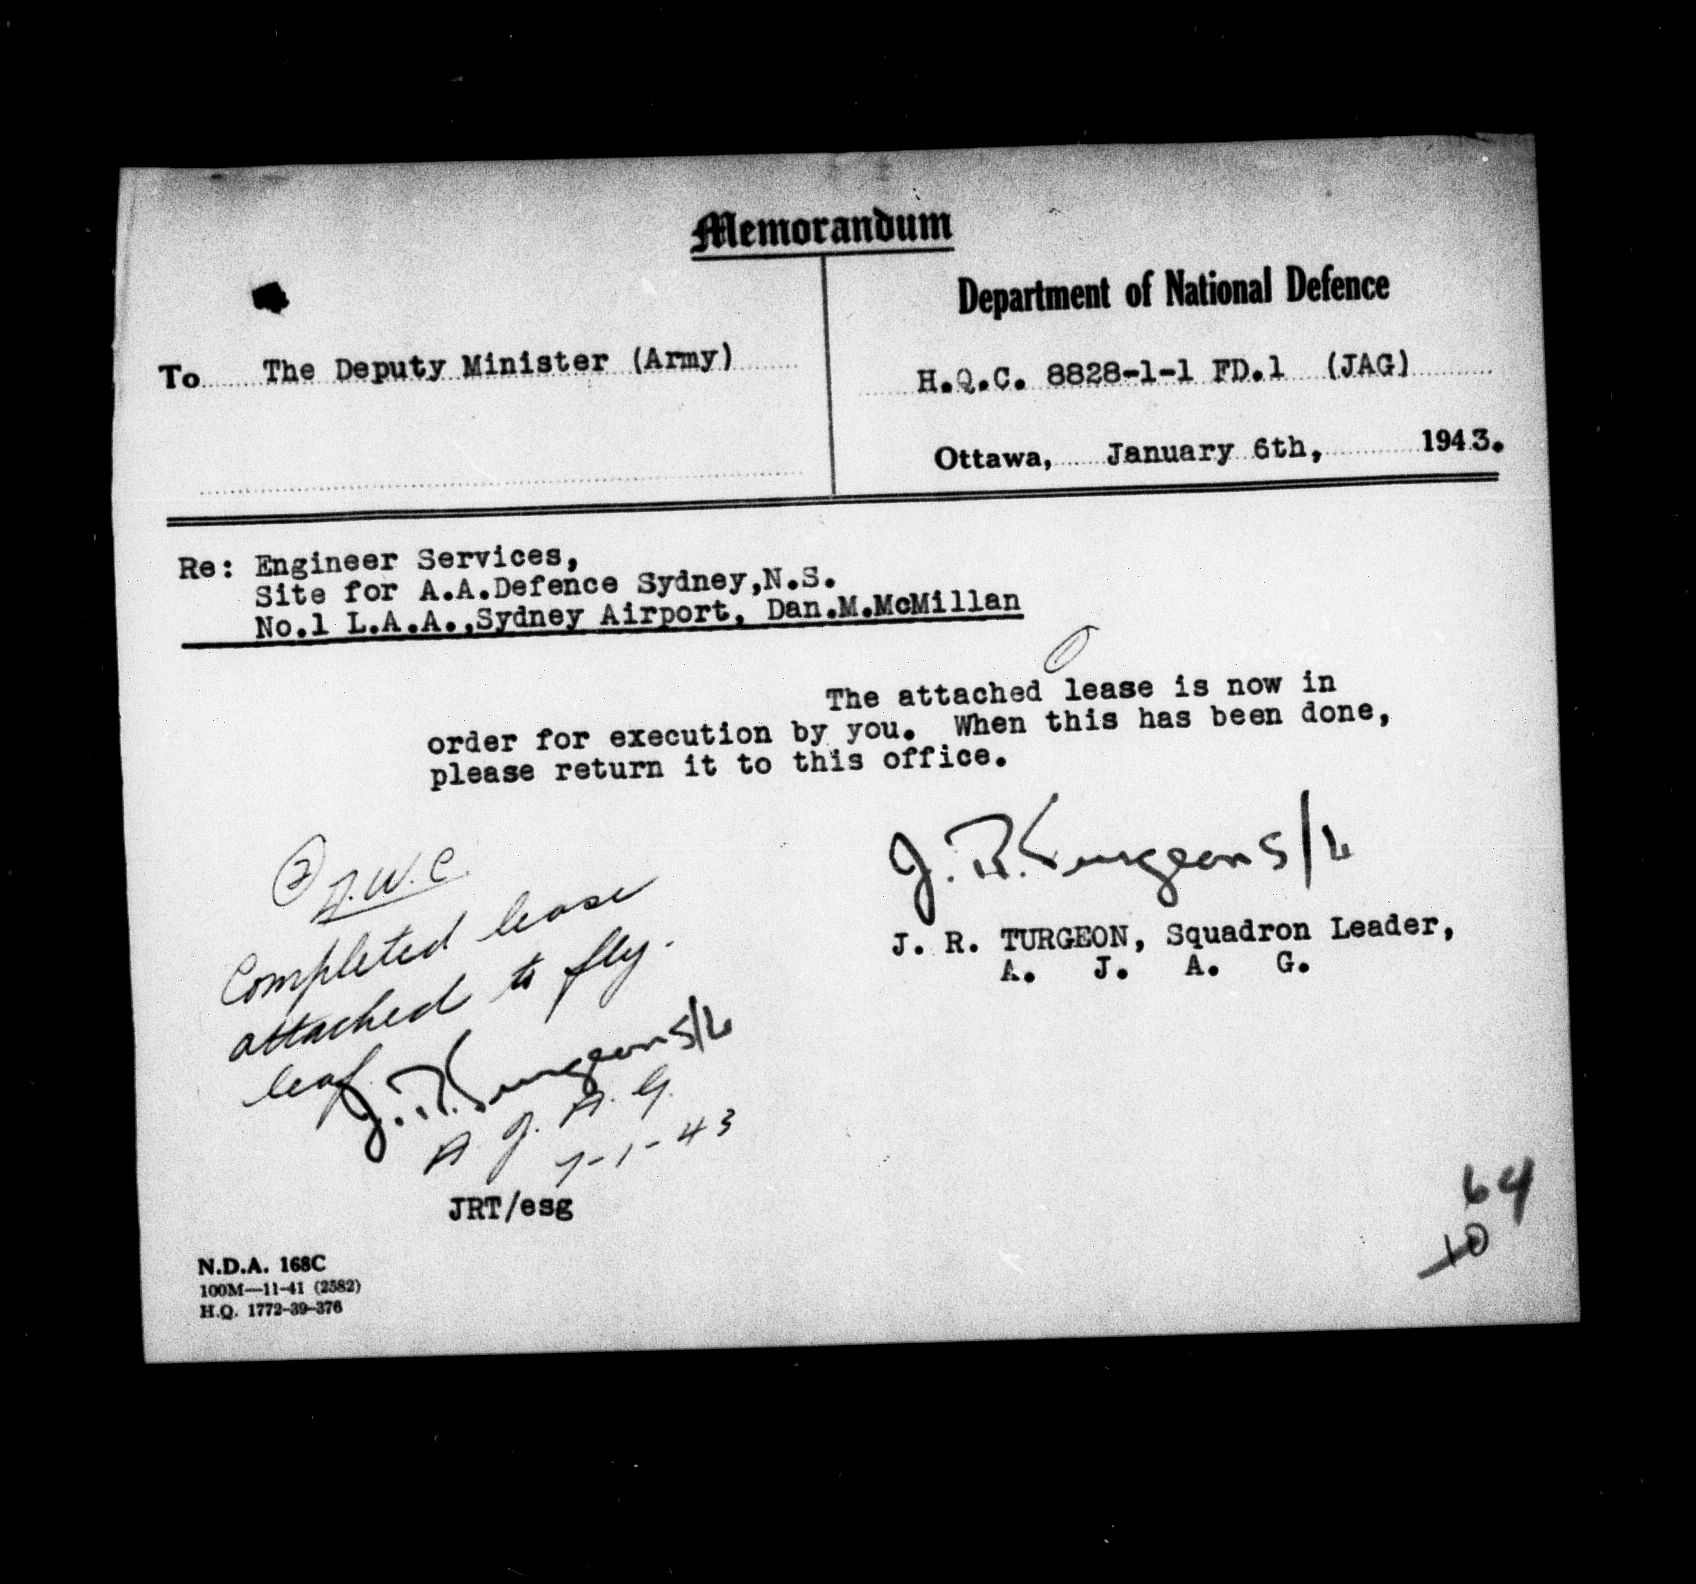 Memorandum
Department of National Defence
To The Deputy Minister (Army)
H.Q.C. 8828-1-1 FD.1 (JAG)
Ottawa, January 6th, 1943.
Re: Engineer Services,
Site for A.A.Defence Sydney,N.S.
No.1 L.A.A.,Sydney Airport, Dan.M.McMillan
The attached lease is now in
order for execution by you. When this has been done,
please return it to this office.
J. R. Turgeon S/L
J. R. TURGEON, Squadron Leader,
A. J. A. G.
2
Completed lease
attached to fly.
leaf.
J. R. Turgeon S/L
A. J. A. G.
7-1-43
JRT/esg
64
10
N.D.A. 168C
100M—11-41 (2582)
H.Q. 1772-39-376